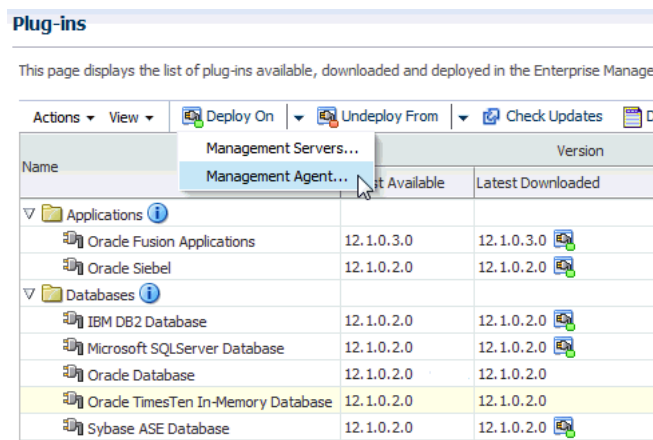 Plug-ins
This page displays the list of plug-ins available, downloaded and deployed in the Enterprise Manage
Actions View Deploy On Undeploy From Check Updates D
Management Servers...
Management Agent...
Name Version
st Available Latest Downloaded
Applications
Oracle Fusion Applications 12.1.0.3.0 12.1.0.3.0
Oracle Siebel 12.1.0.2.0 12.1.0.2.0
Databases
IBM DB2 Database 12.1.0.2.0 12.1.0.2.0
Microsoft SQLServer Database 12.1.0.2.0 12.1.0.2.0
Oracle Database 12.1.0.2.0 12.1.0.2.0
Oracle TimesTen In-Memory Database 12.1.0.2.0 12.1.0.2.0
Sybase ASE Database 12.1.0.2.0 12.1.0.2.0